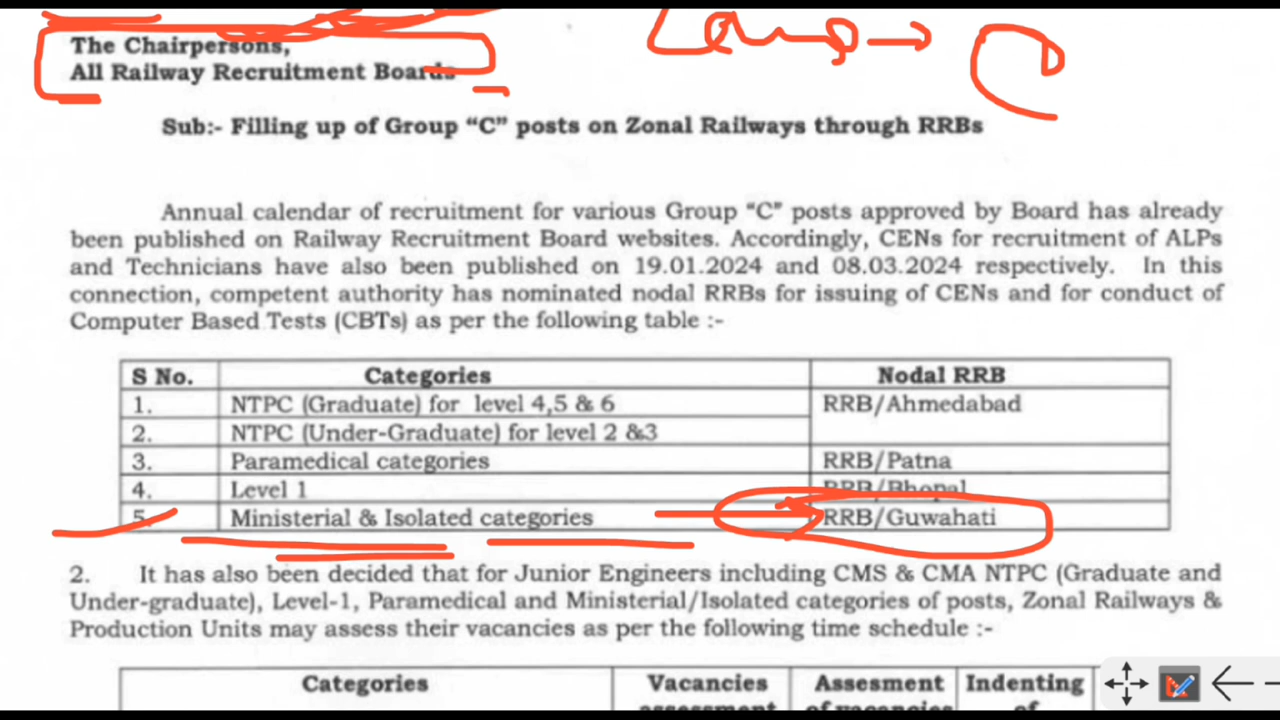 The Chairpersons,
All Railway Recruitment Boards
Sub:- Filling up of Group “C” posts on Zonal Railways through RRBs
Annual calendar of recruitment for various Group “C” posts approved by Board has already
been published on Railway Recruitment Board websites. Accordingly, CENs for recruitment of ALPs
and Technicians have also been published on 19.01.2024 and 08.03.2024 respectively. In this
connection, competent authority has nominated nodal RRBs for issuing of CENs and for conduct of
Computer Based Tests (CBTs) as per the following table :-
S No. Categories Nodal RRB
1. NTPC (Graduate) for level 4,5 & 6 RRB/Ahmedabad
2. NTPC (Under-Graduate) for level 2 &3
3. Paramedical categories RRB/Patna
4. Level 1 RRB/Bhopal
5. Ministerial & Isolated categories RRB/Guwahati
2. It has also been decided that for Junior Engineers including CMS & CMA NTPC (Graduate and
Under-graduate), Level-1, Paramedical and Ministerial/Isolated categories of posts, Zonal Railways &
Production Units may assess their vacancies as per the following time schedule :-
Categories Vacancies Assesment Indenting
assessment of vacancies of